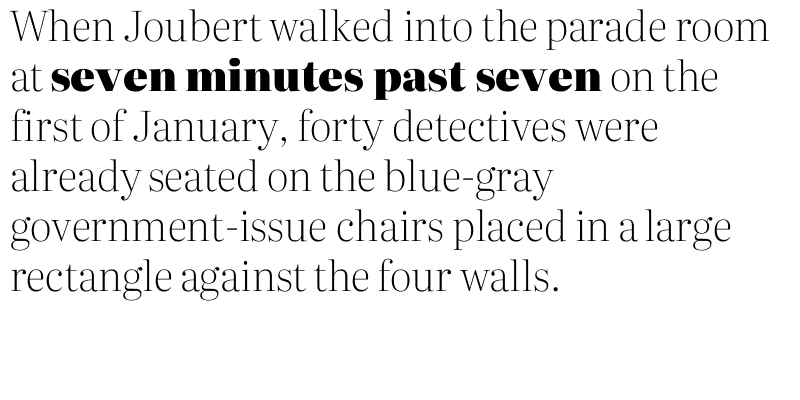 When Joubert walked into the parade room
at seven minutes past seven on the
first of January, forty detectives were
already seated on the blue-gray
government-issue chairs placed in a large
rectangle against the four walls.